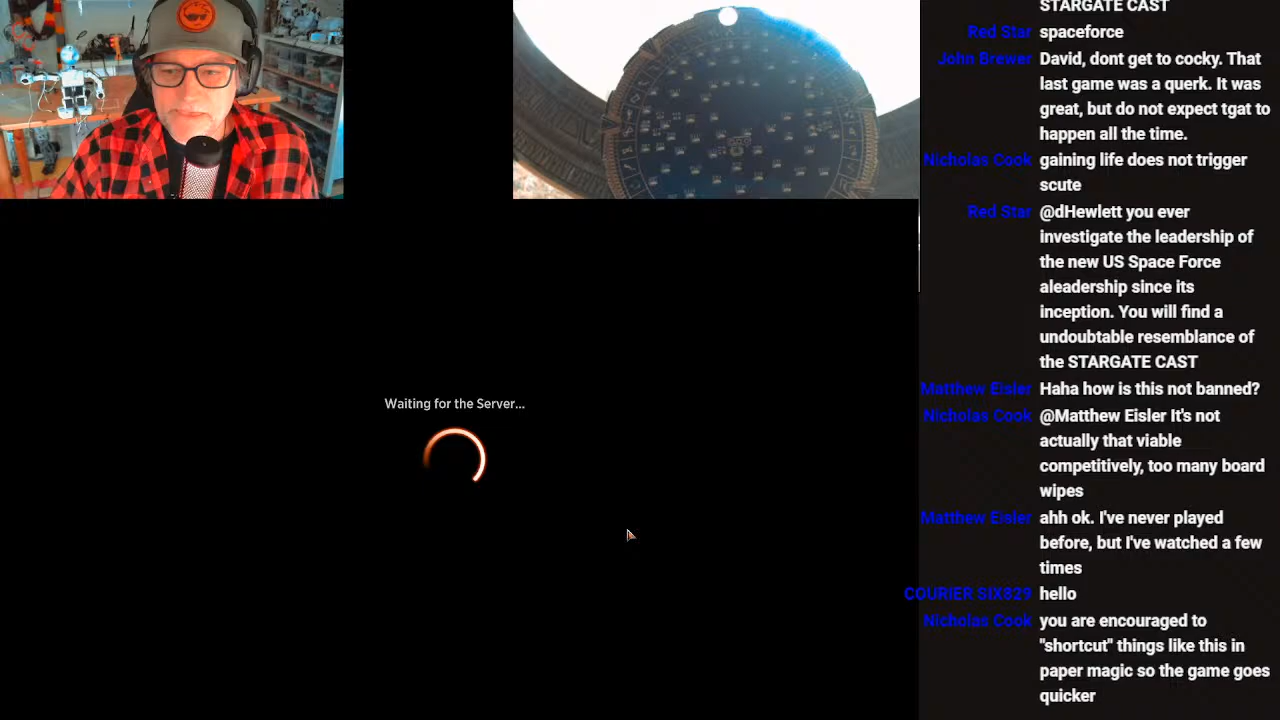 STARGATE CAST
Red Star spaceforce
John Brewer David, dont get to cocky. That
last game was a querk. It was
great, but do not expect tgat to
happen all the time.
Nicholas Cook gaining life does not trigger
scute
Red Star @dHewlett you ever
investigate the leadership of
the new US Space Force
aleadership since its
inception. You will find a
undoubtable resemblance of
the STARGATE CAST
Matthew Eisler Haha how is this not banned?
Nicholas Cook @Matthew Eisler It's not
actually that viable
competitively, too many board
wipes
Matthew Eisler ahh ok. I've never played
before, but I've watched a few
times
COURIER SIX829 hello
Nicholas Cook you are encouraged to
"shortcut" things like this in
paper magic so the game goes
quicker
Waiting for the Server...